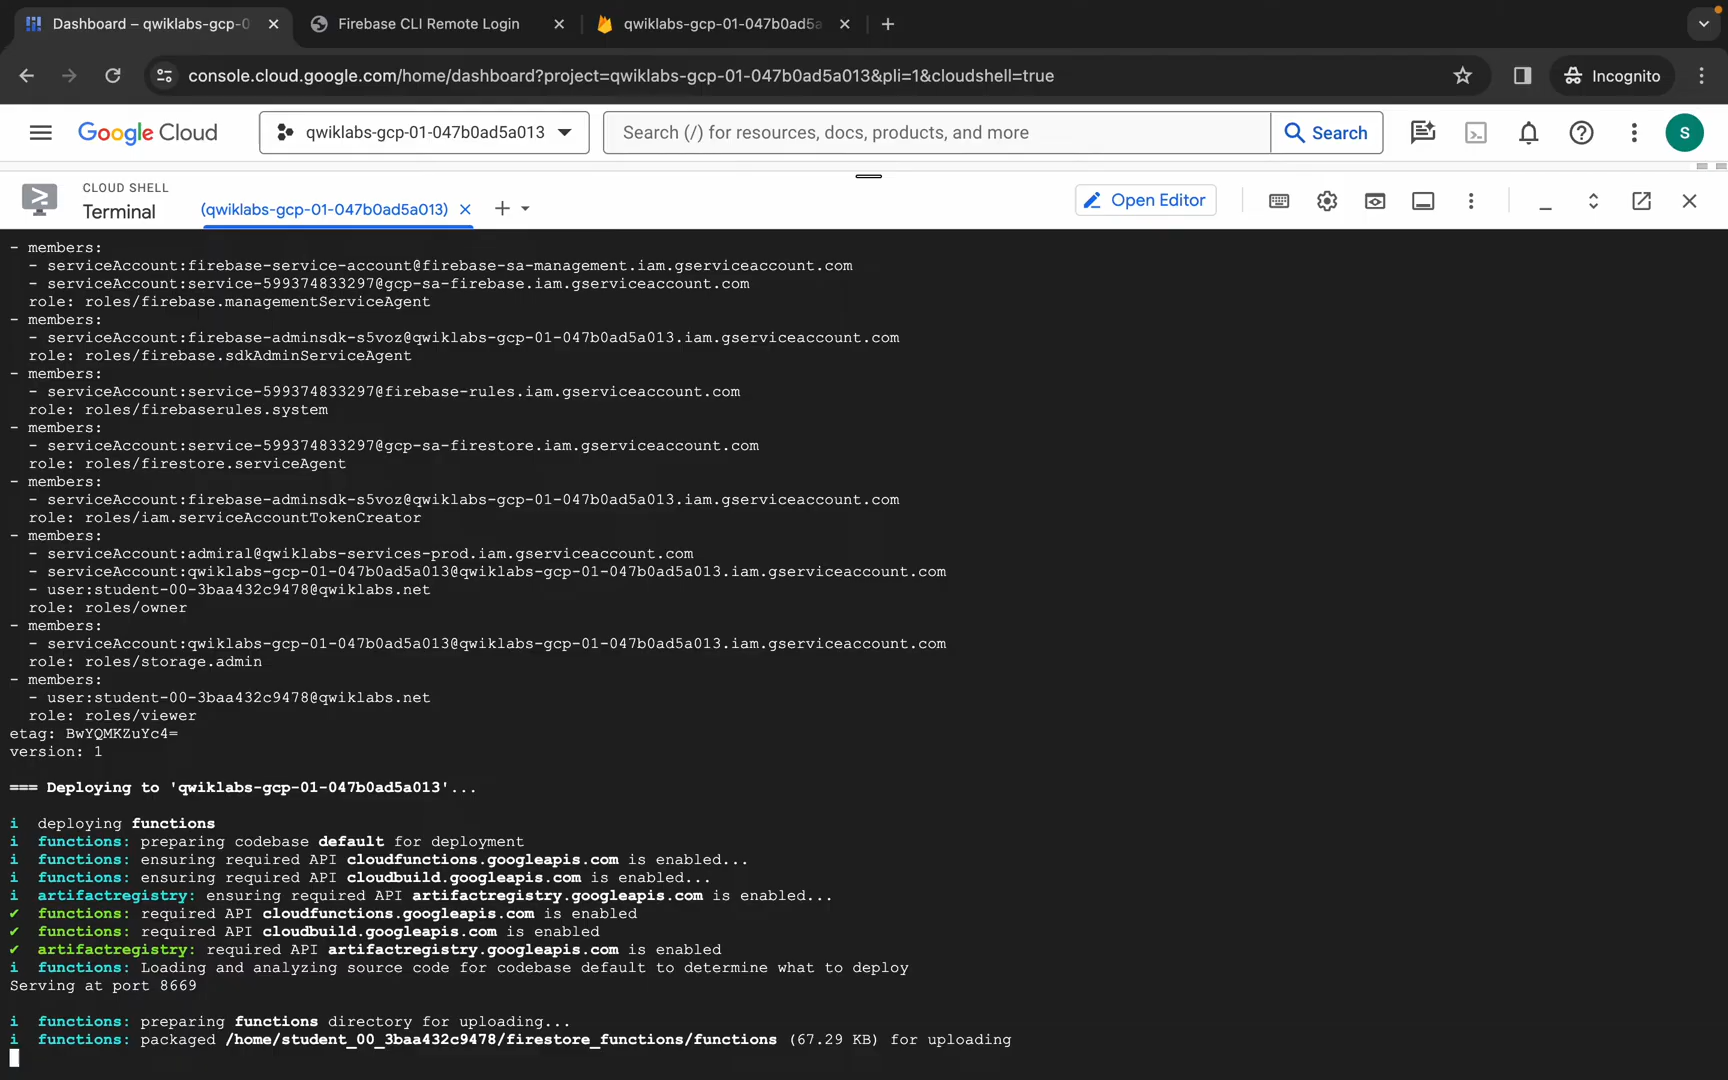 Dashboard – qwiklabs-gcp-0
Firebase CLI Remote Login
qwiklabs-gcp-01-047b0ad5a
console.cloud.google.com/home/dashboard?project=qwiklabs-gcp-01-047b0ad5a013&pli=1&cloudshell=true
Incognito
Google Cloud
qwiklabs-gcp-01-047b0ad5a013
Search (/) for resources, docs, products, and more
Search
S
CLOUD SHELL
Terminal
(qwiklabs-gcp-01-047b0ad5a013)
Open Editor
- members:
- serviceAccount:firebase-service-account@firebase-sa-management.iam.gserviceaccount.com
- serviceAccount:service-599374833297@gcp-sa-firebase.iam.gserviceaccount.com
role: roles/firebase.managementServiceAgent
- members:
- serviceAccount:firebase-adminsdk-s5voz@qwiklabs-gcp-01-047b0ad5a013.iam.gserviceaccount.com
role: roles/firebase.sdkAdminServiceAgent
- members:
- serviceAccount:service-599374833297@firebase-rules.iam.gserviceaccount.com
role: roles/firebaserules.system
- members:
- serviceAccount:service-599374833297@gcp-sa-firestore.iam.gserviceaccount.com
role: roles/firestore.serviceAgent
- members:
- serviceAccount:firebase-adminsdk-s5voz@qwiklabs-gcp-01-047b0ad5a013.iam.gserviceaccount.com
role: roles/iam.serviceAccountTokenCreator
- members:
- serviceAccount:admiral@qwiklabs-services-prod.iam.gserviceaccount.com
- serviceAccount:qwiklabs-gcp-01-047b0ad5a013@qwiklabs-gcp-01-047b0ad5a013.iam.gserviceaccount.com
- user:student-00-3baa432c9478@qwiklabs.net
role: roles/owner
- members:
- serviceAccount:qwiklabs-gcp-01-047b0ad5a013@qwiklabs-gcp-01-047b0ad5a013.iam.gserviceaccount.com
role: roles/storage.admin
- members:
- user:student-00-3baa432c9478@qwiklabs.net
role: roles/viewer
etag: BwYQMKZuYc4=
version: 1
=== Deploying to 'qwiklabs-gcp-01-047b0ad5a013'...
i deploying functions
i functions: preparing codebase default for deployment
i functions: ensuring required API cloudfunctions.googleapis.com is enabled...
i functions: ensuring required API cloudbuild.googleapis.com is enabled...
i artifactregistry: ensuring required API artifactregistry.googleapis.com is enabled...
✔ functions: required API cloudfunctions.googleapis.com is enabled
✔ functions: required API cloudbuild.googleapis.com is enabled
✔ artifactregistry: required API artifactregistry.googleapis.com is enabled
i functions: Loading and analyzing source code for codebase default to determine what to deploy
Serving at port 8669
i functions: preparing functions directory for uploading...
i functions: packaged /home/student_00_3baa432c9478/firestore_functions/functions (67.29 KB) for uploading